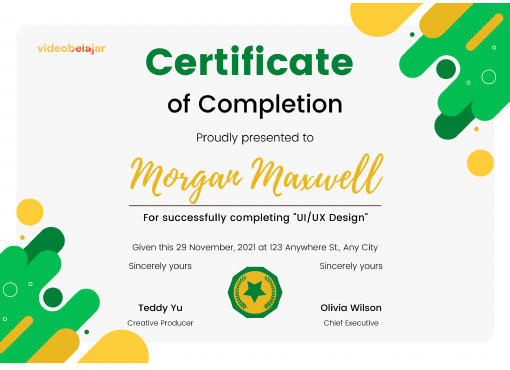 videobelajar
Certificate
of Completion
Proudly presented to
Morgan Maxwell
For successfully completing "UI/UX Design"
Given this 29 November, 2021 at 123 Anywhere St., Any City
Sincerely yours
Sincerely yours
Teddy Yu
Olivia Wilson
Creative Producer
Chief Executive